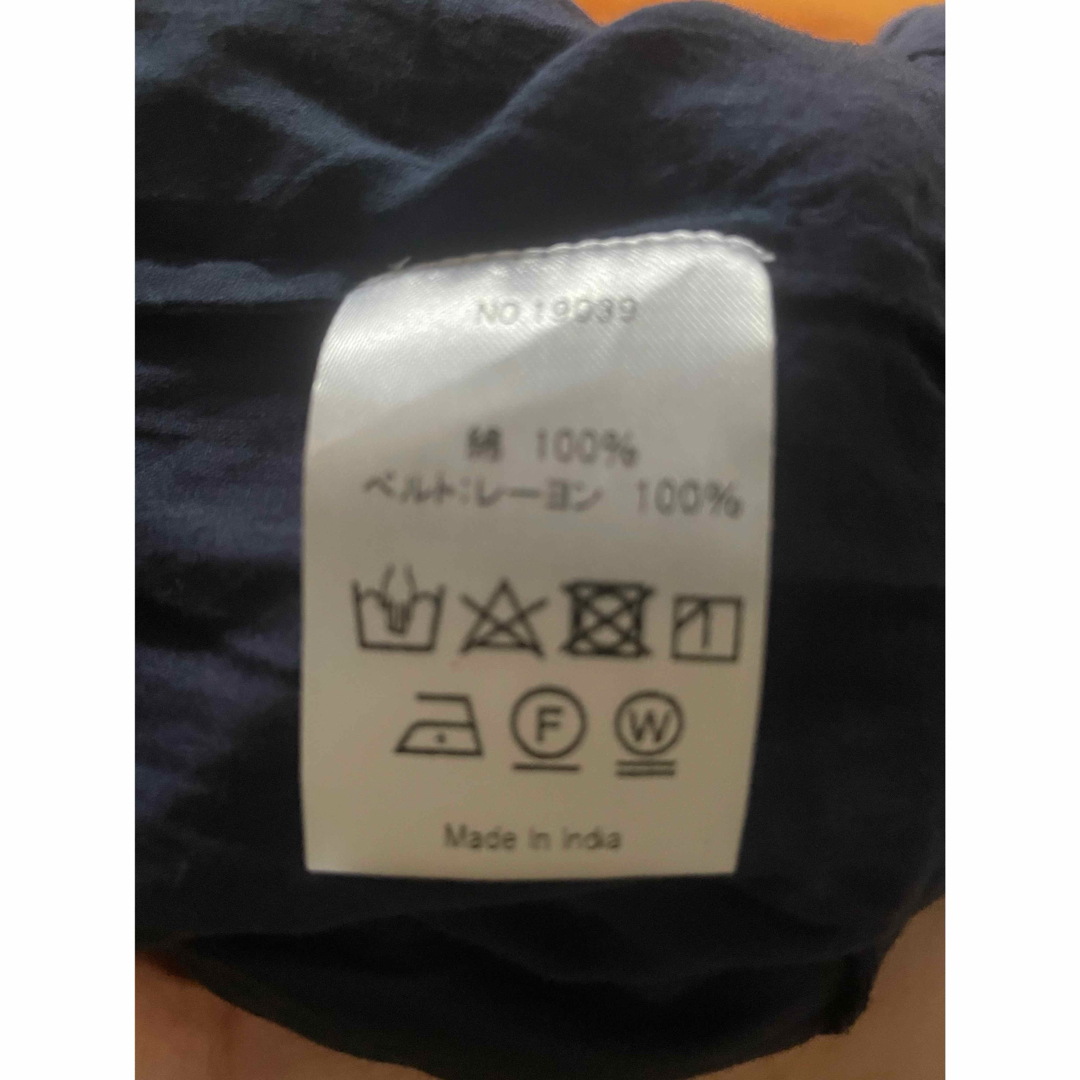 NO.19039
綿 100%
ベルト:レーヨン 100%
F W
Made in India